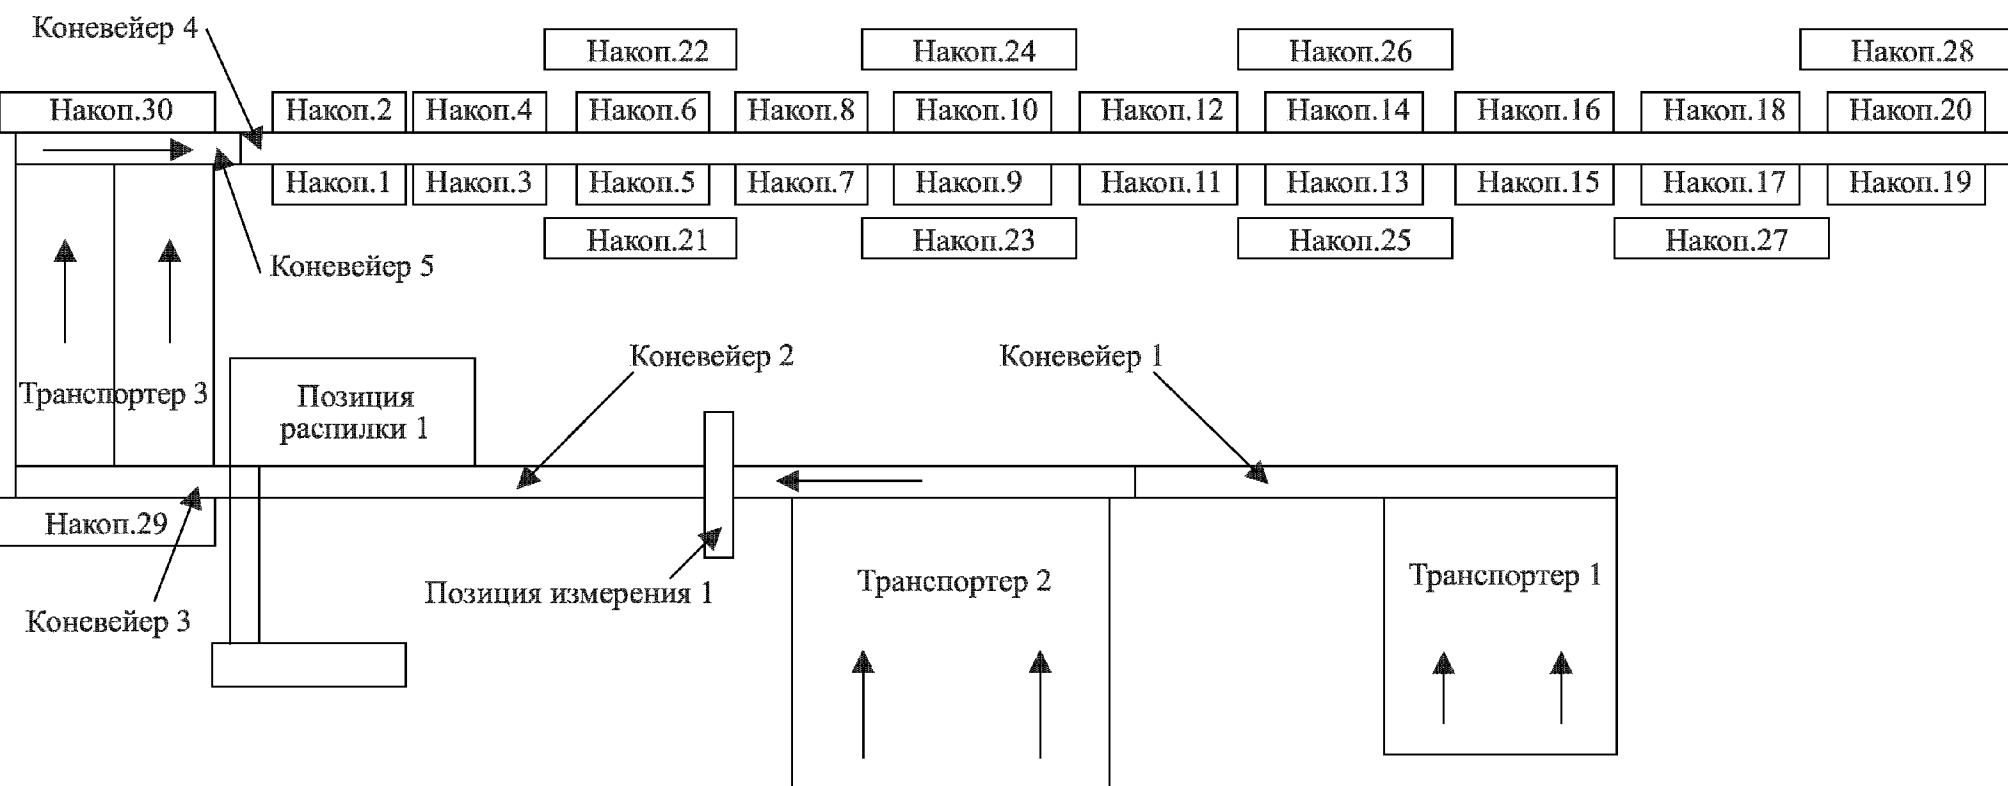 Коневейер 4
Накоп.22 Накоп.24 Накоп.26 Накоп.28
Накоп.30 Накоп.2 Накоп.4 Накоп.6 Накоп.8 Накоп.10 Накоп.12 Накоп.14 Накоп.16 Накоп.18 Накоп.20
Накоп.1 Накоп.3 Накоп.5 Накоп.7 Накоп.9 Накоп.11 Накоп.13 Накоп.15 Накоп.17 Накоп.19
Накоп.21 Накоп.23 Накоп.25 Накоп.27
Коневейер 5
Коневейер 2 Коневейер 1
Транспортер 3
Позиция
распилки 1
Накоп.29
Позиция измерения 1
Транспортер 2
Транспортер 1
Коневейер 3